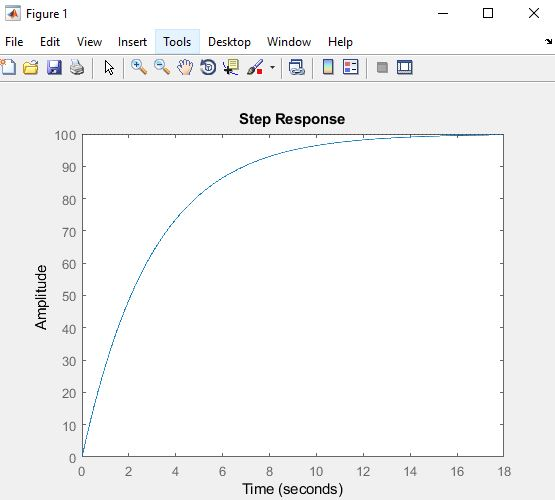 Figure 1
File Edit View Insert Tools Desktop Window Help
Step Response
100
90
80
70
60
50
40
30
20
10
0
Amplitude
0 2 4 6 8 10 12 14 16 18
Time (seconds)